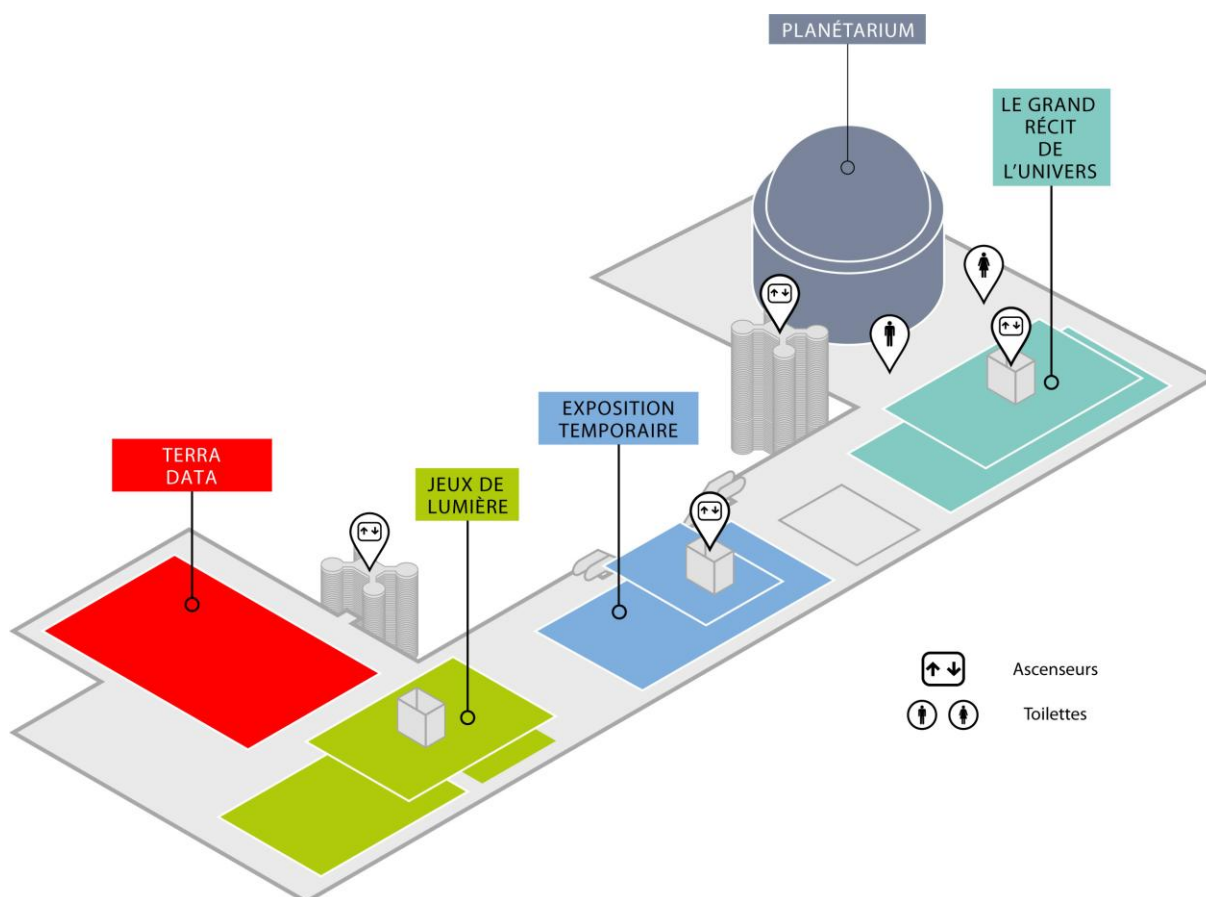 PLANÉTARIUM
LE GRAND
RÉCIT
DE
L'UNIVERS
EXPOSITION
TEMPORAIRE
TERRA
DATA
JEUX DE
LUMIÈRE
Ascenseurs
Toilettes